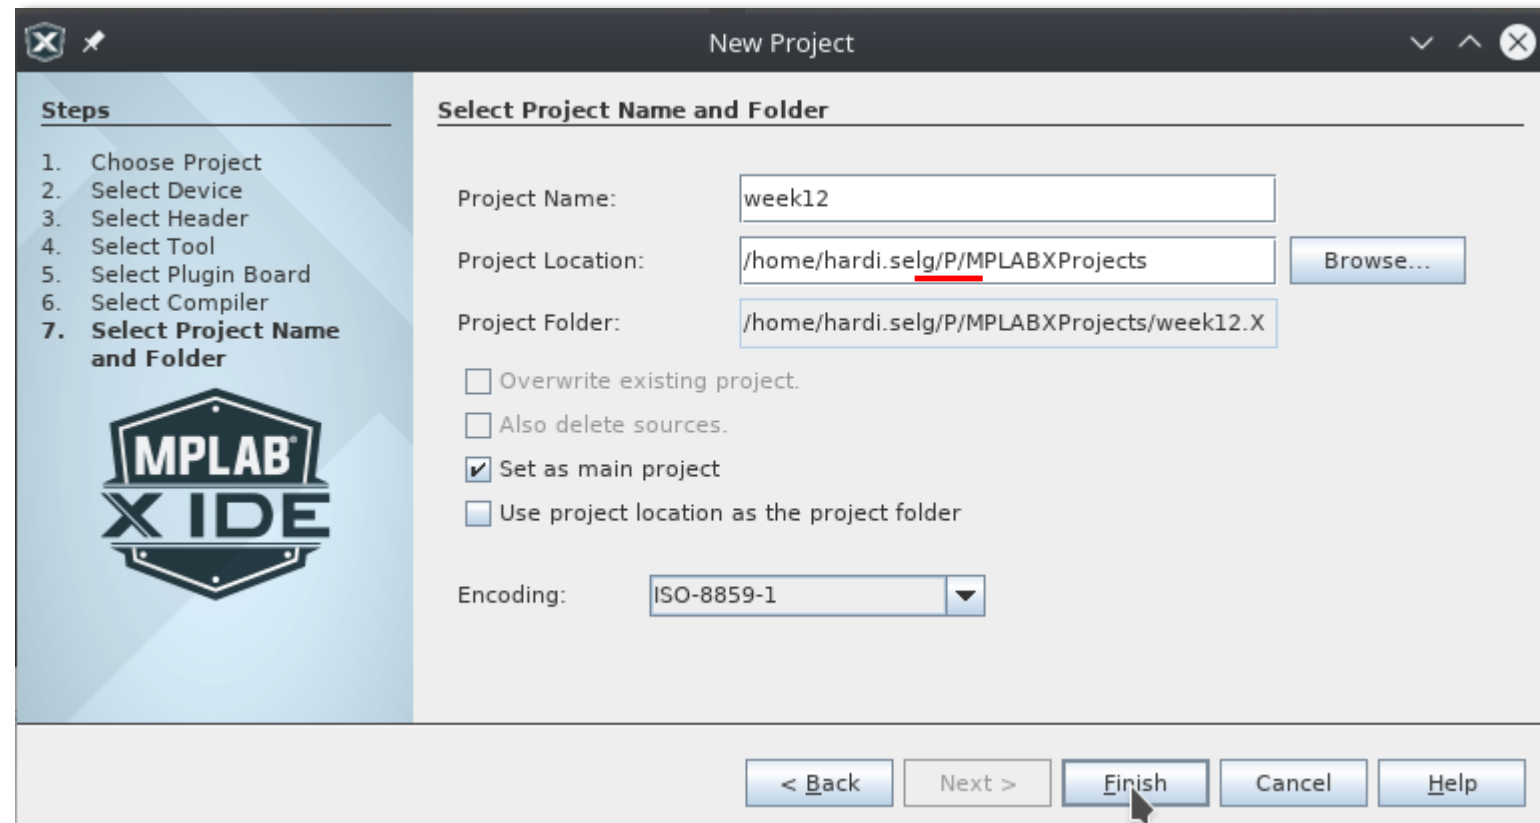 New Project
Steps
1. Choose Project
2. Select Device
3. Select Header
4. Select Tool
5. Select Plugin Board
6. Select Compiler
7. Select Project Name
and Folder
MPLAB®
X IDE
Select Project Name and Folder
Project Name: week12
Project Location: /home/hardi.selg/P/MPLABXProjects Browse...
Project Folder: /home/hardi.selg/P/MPLABXProjects/week12.X
Overwrite existing project.
Also delete sources.
Set as main project
Use project location as the project folder
Encoding: ISO-8859-1
< Back Next > Finish Cancel Help